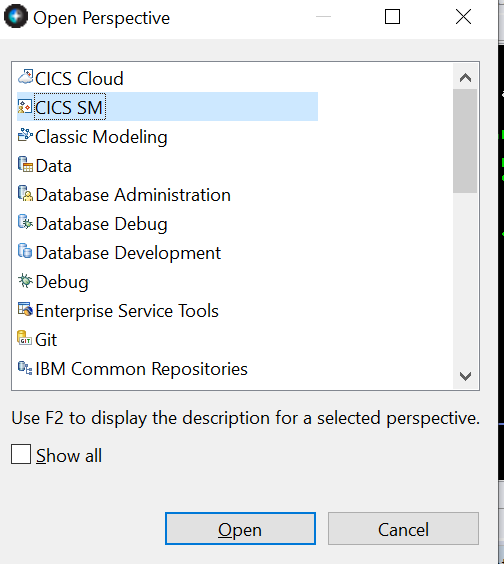 Open Perspective
CICS Cloud
CICS SM
Classic Modeling
Data
Database Administration
Database Debug
Database Development
Debug
Enterprise Service Tools
GIT
Git
IBM Common Repositories
Use F2 to display the description for a selected perspective.
Show all
Open
Cancel